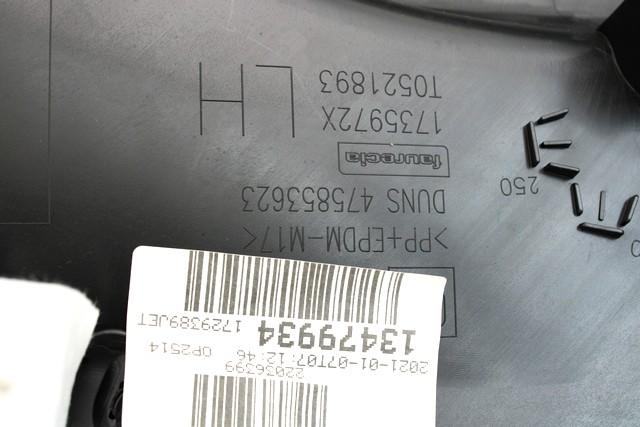 22036399
2021-01-07T07:12:46 OP2514
13479934 1729389JET
>PP+EPDM-M17<
DUNS 475853623
250
faurecia
1735972X
T0521893
LH